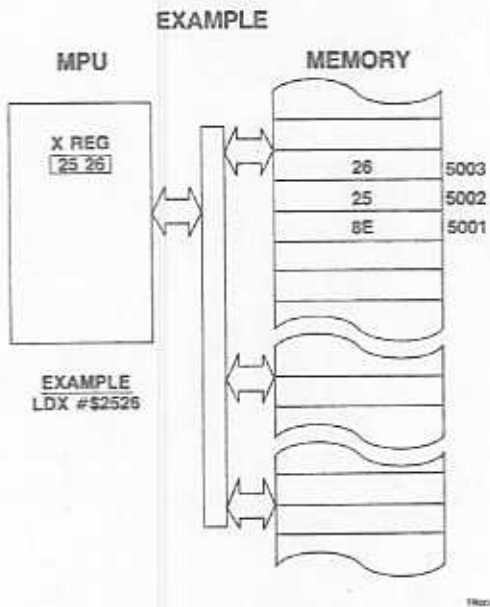 EXAMPLE
MPU
MEMORY
X REG
25 26
26 5003
25 5002
8E 5001
EXAMPLE
LDX #$2526